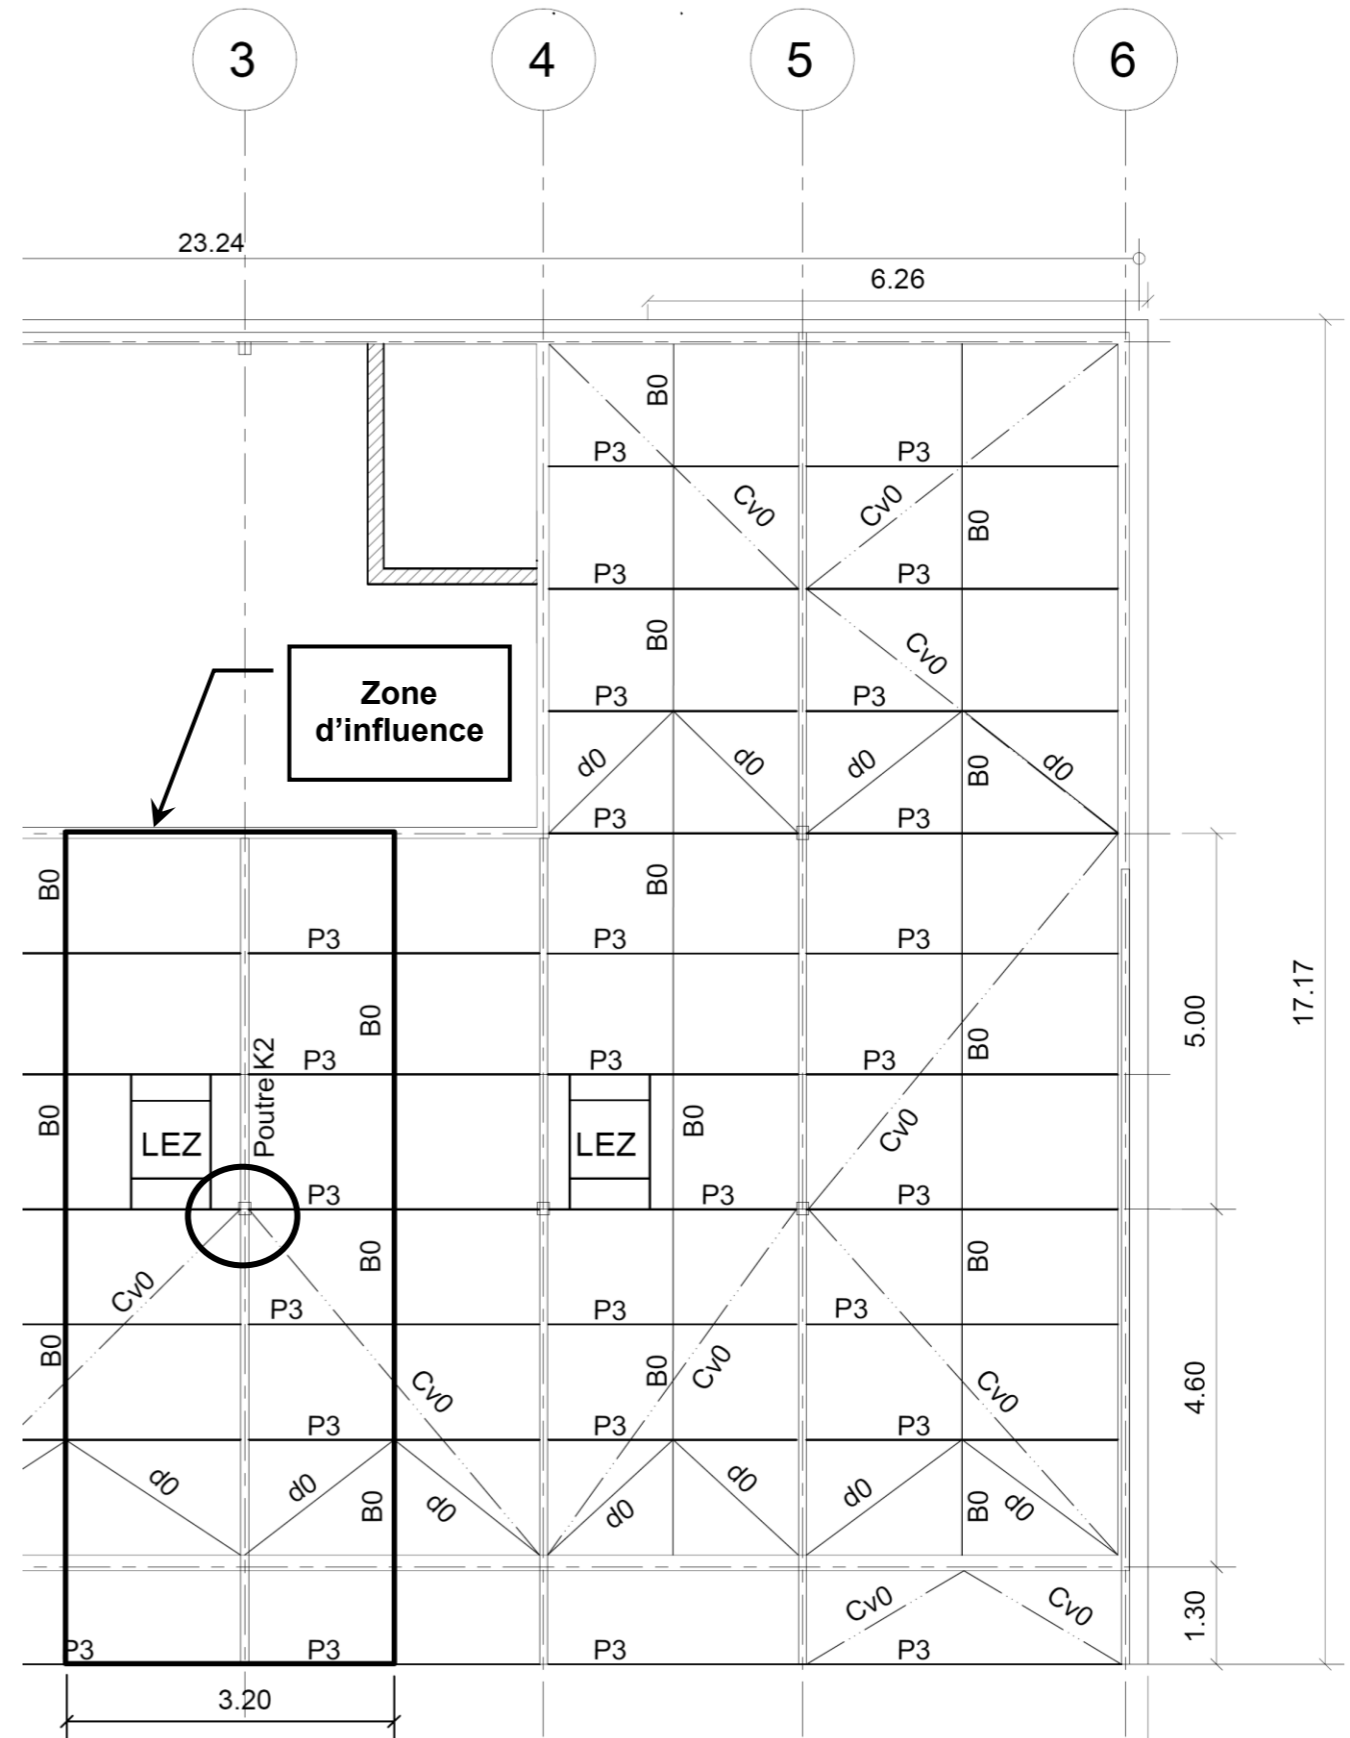 3 4 5 6
23.24
6.26
B0
P3 P3
Cv0 Cv0
B0
P3 P3
B0 Cv0
Zone
d'influence
P3 P3
d0 d0 d0 B0 d0
P3 P3
B0 B0
P3 P3 P3
B0 5.00 17.17
Poutre K2
P3 P3 P3
B0
B0 LEZ LEZ B0 Cv0
P3 P3 P3
B0 B0
Cv0
P3 P3 P3
B0 B0 Cv0 Cv0 Cv0 4.60
P3 P3 P3
d0 d0 B0 d0 d0 d0 d0 B0 d0
Cv0 Cv0 1.30
P3 P3 P3 P3
3.20